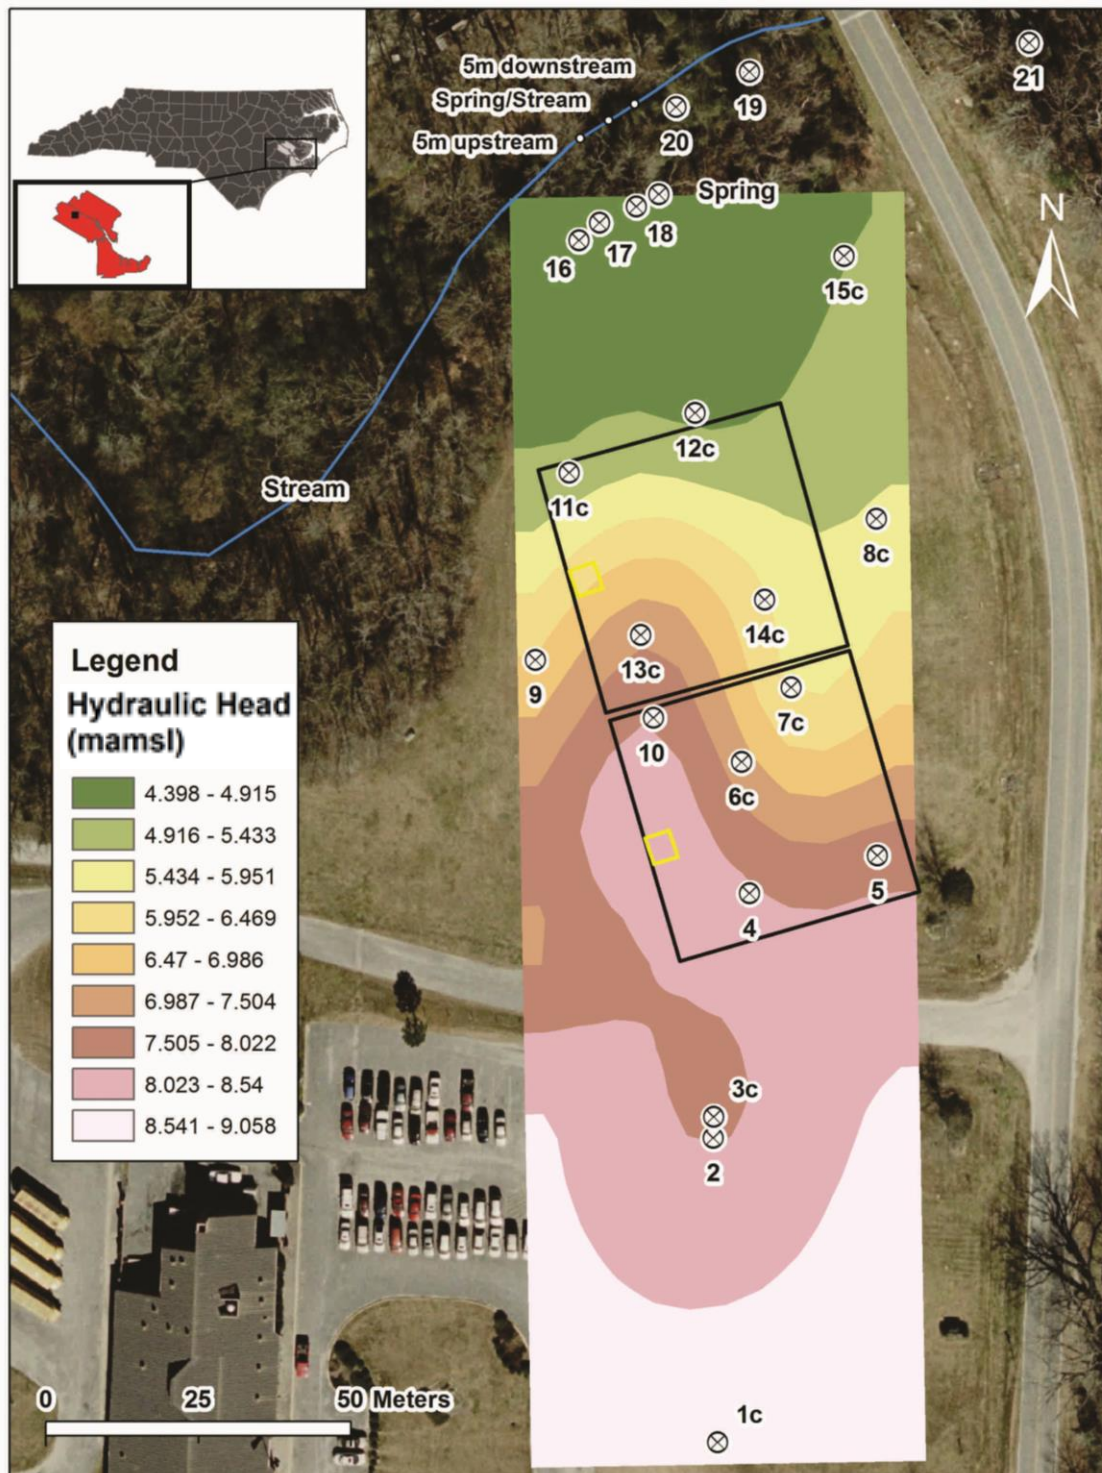 5m downstream
Spring/Stream
5m upstream
19
20
21
Spring
18
17
16
15c
N
12c
11c
8c
Stream
14c
13c
9
7c
10
6c
5
4
3c
2
1c
Legend
Hydraulic Head
(mamsl)
4.398 - 4.915
4.916 - 5.433
5.434 - 5.951
5.952 - 6.469
6.47 - 6.986
6.987 - 7.504
7.505 - 8.022
8.023 - 8.54
8.541 - 9.058
0 25 50 Meters